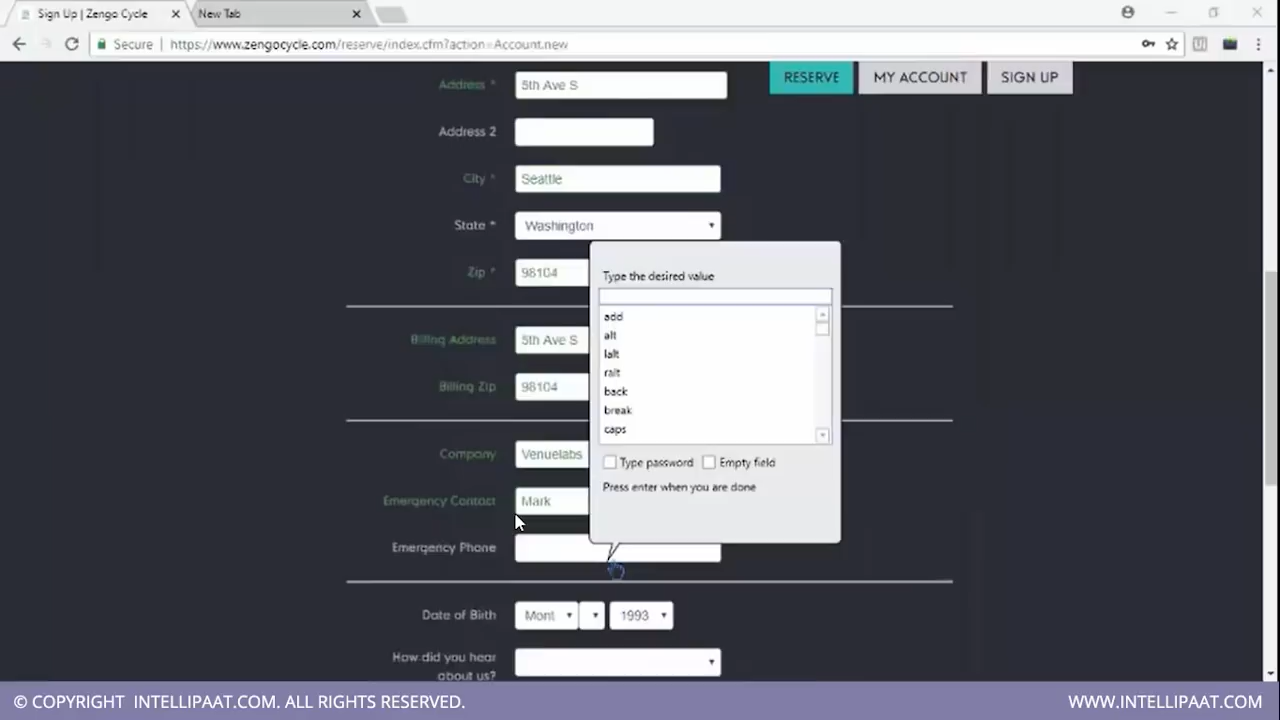 Sign Up | Zengo Cycle
New Tab
Secure
https://www.zengocycle.com/reserve/index.cfm?action=Account.new
RESERVE
MY ACCOUNT
SIGN UP
Address * 5th Ave S
Address 2
City * Seattle
State * Washington
Zip * 98104
Billing Address 5th Ave S
Billing Zip 98104
Company Venuelabs
Emergency Contact Mark
Emergency Phone
Date of Birth Mont 1993
How did you hear
about us?
Type the desired value
add
alt
lalt
ralt
back
break
caps
Type password Empty field
Press enter when you are done
© COPYRIGHT INTELLIPAAT.COM. ALL RIGHTS RESERVED.
WWW.INTELLIPAAT.COM